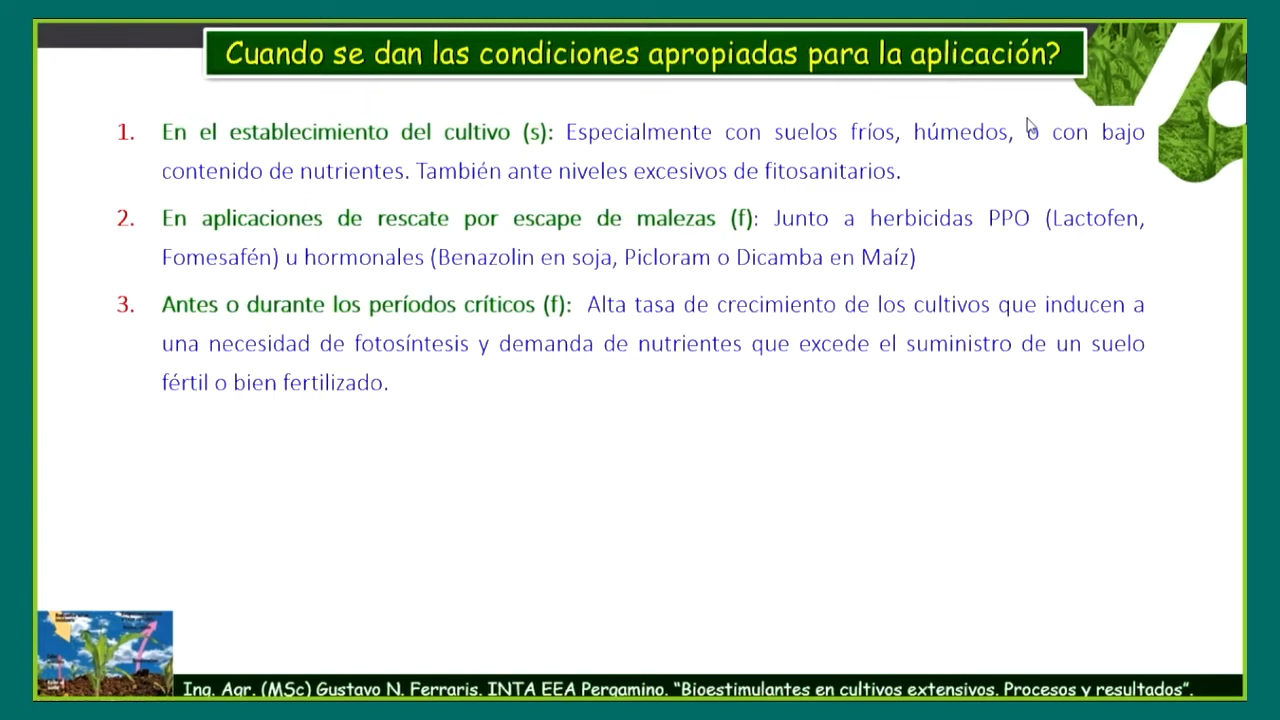 Cuando se dan las condiciones apropiadas para la aplicación?
1. En el establecimiento del cultivo (s): Especialmente con suelos fríos, húmedos, o con bajo
contenido de nutrientes. También ante niveles excesivos de fitosanitarios.
2. En aplicaciones de rescate por escape de malezas (f): Junto a herbicidas PPO (Lactofen,
Fomesafén) u hormonales (Benazolin en soja, Picloram o Dicamba en Maíz)
3. Antes o durante los períodos críticos (f): Alta tasa de crecimiento de los cultivos que inducen a
una necesidad de fotosíntesis y demanda de nutrientes que excede el suministro de un suelo
fértil o bien fertilizado.
Ing. Agr. (MSc) Gustavo N. Ferraris. INTA EEA Pergamino. “Bioestimulantes en cultivos extensivos. Procesos y resultados”.